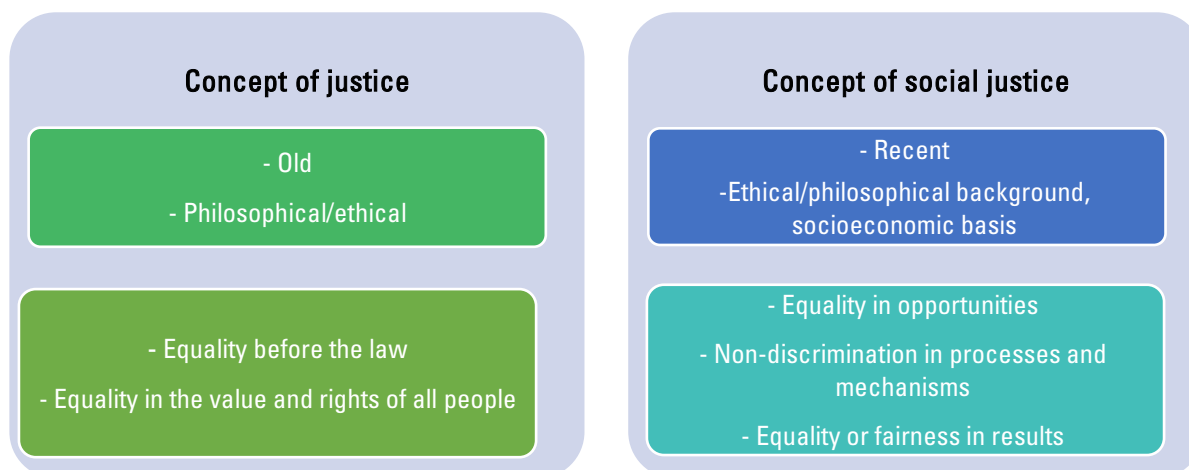 Concept of justice
- Old
- Philosophical/ethical
- Equality before the law
- Equality in the value and rights of all people
Concept of social justice
- Recent
-Ethical/philosophical background,
socioeconomic basis
- Equality in opportunities
- Non-discrimination in processes and
mechanisms
- Equality or fairness in results